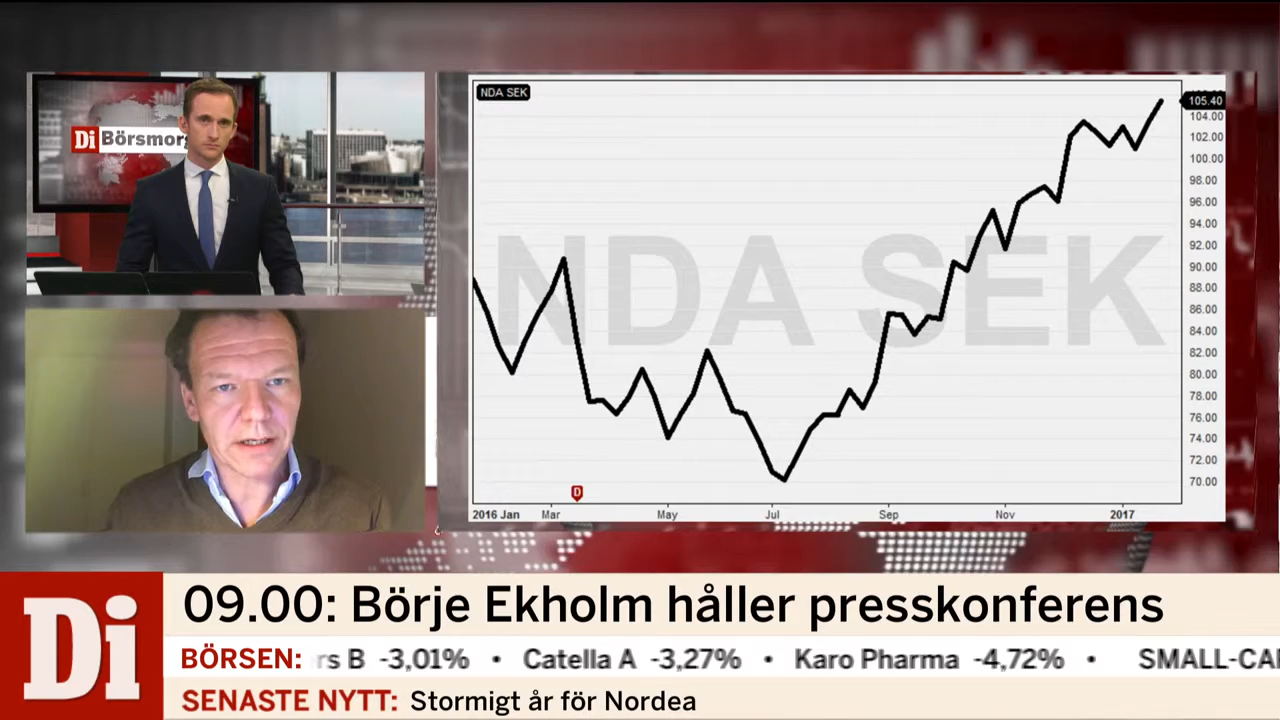 Di Börsmor
NDA SEK
NDA SEK
105.40
104.00
102.00
100.00
98.00
96.00
94.00
92.00
90.00
88.00
86.00
84.00
82.00
80.00
78.00
76.00
74.00
72.00
70.00
D
2016 Jan Mar May Jul Sep Nov 2017
Di
09.00: Börje Ekholm håller presskonferens
BÖRSEN: rs B -3,01% • Catella A -3,27% • Karo Pharma -4,72% • SMALL-CA
SENASTE NYTT: Stormigt år för Nordea